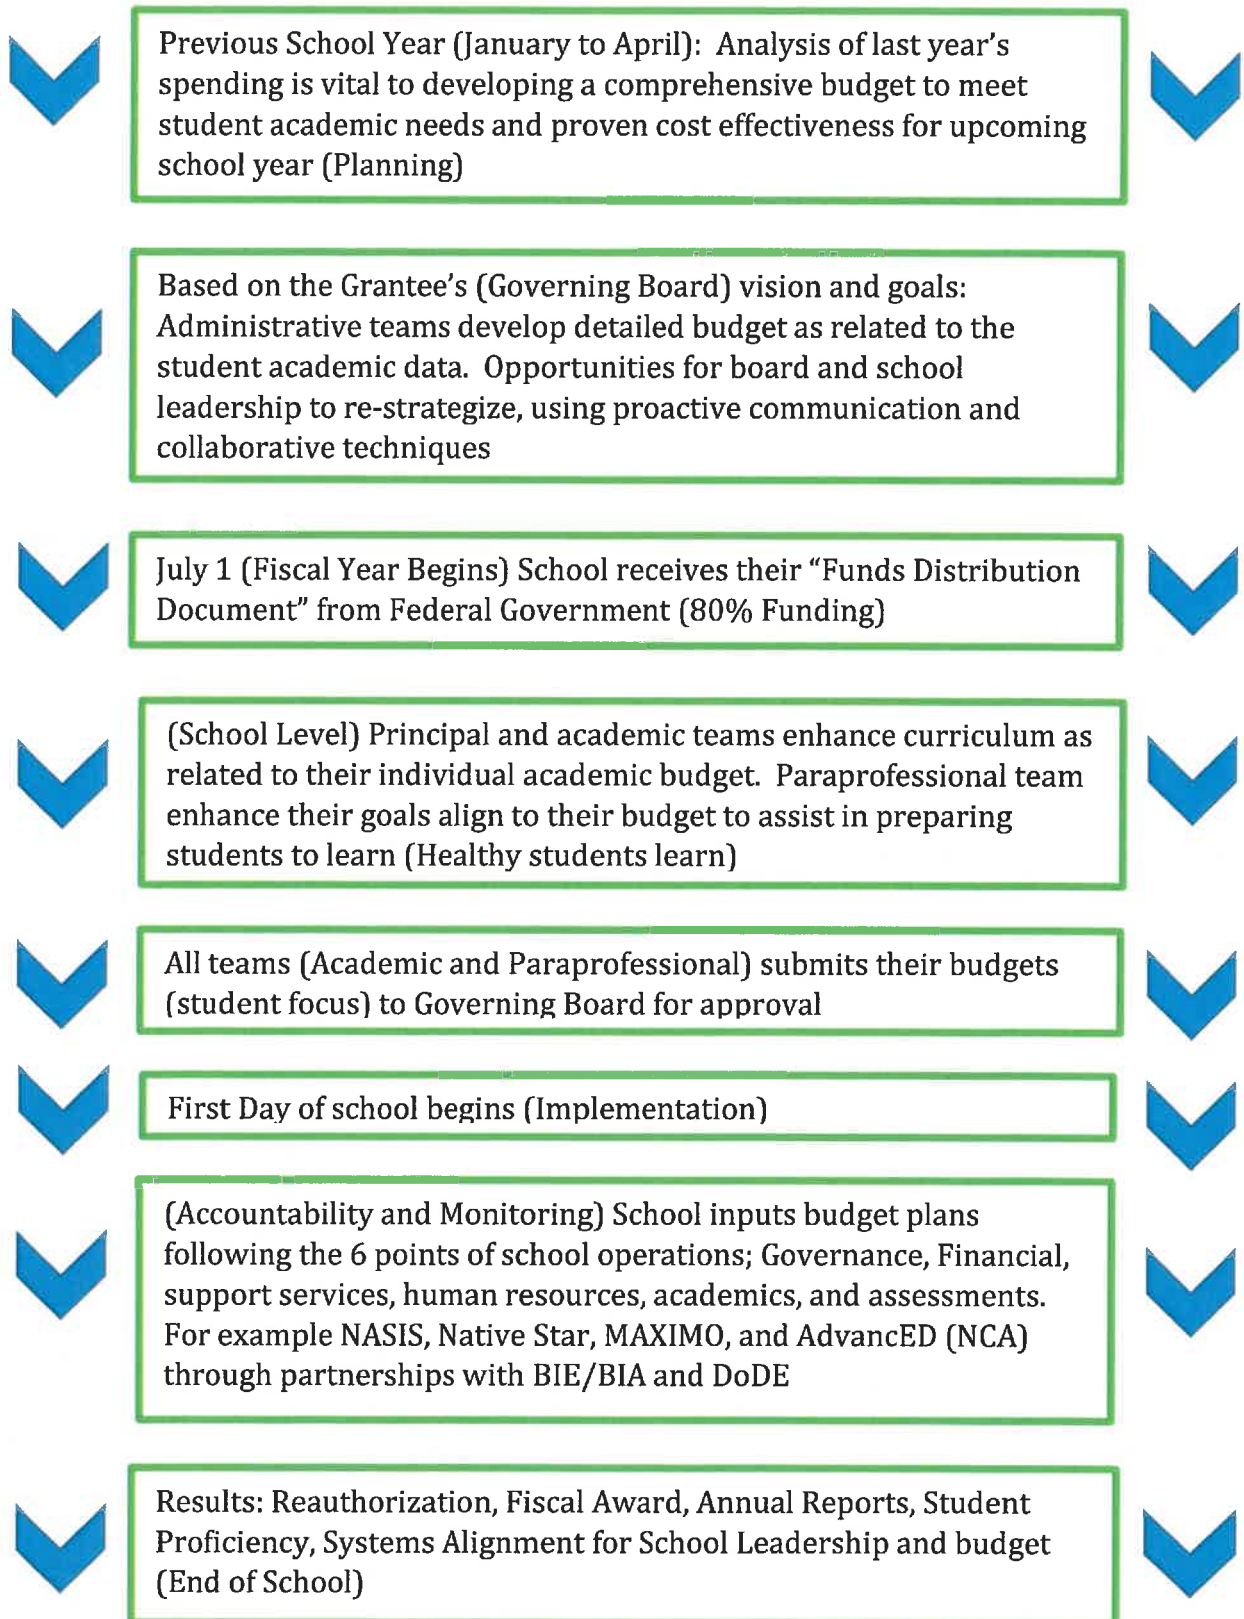 Previous School Year (January to April):  Analysis of last year's
spending is vital to developing a comprehensive budget to meet
student academic needs and proven cost effectiveness for upcoming
school year (Planning)
Based on the Grantee's (Governing Board) vision and goals:
Administrative teams develop detailed budget as related to the
student academic data.  Opportunities for board and school
leadership to re-strategize, using proactive communication and
collaborative techniques
July 1 (Fiscal Year Begins) School receives their “Funds Distribution
Document” from Federal Government (80% Funding)
(School Level) Principal and academic teams enhance curriculum as
related to their individual academic budget.  Paraprofessional team
enhance their goals align to their budget to assist in preparing
students to learn (Healthy students learn)
All teams (Academic and Paraprofessional) submits their budgets
(student focus) to Governing Board for approval
First Day of school begins (Implementation)
(Accountability and Monitoring) School inputs budget plans
following the 6 points of school operations; Governance, Financial,
support services, human resources, academics, and assessments.
For example NASIS, Native Star, MAXIMO, and AdvancED (NCA)
through partnerships with BIE/BIA and DoDE
Results: Reauthorization, Fiscal Award, Annual Reports, Student
Proficiency, Systems Alignment for School Leadership and budget
(End of School)